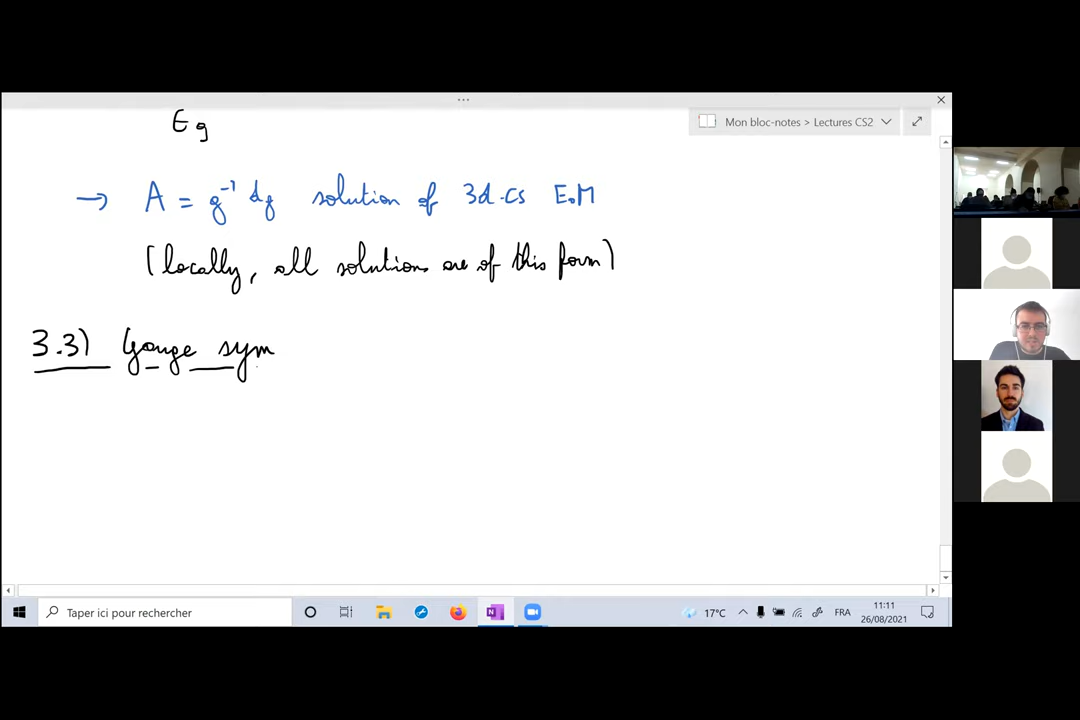 ∈ g
Mon bloc-notes > Lectures CS2
→ A = g⁻¹ dg solution of 3d-CS E.M
(locally, all solutions are of this form)
3.3) Gauge sym
Taper ici pour rechercher
17°C
FRA
11:11
26/08/2021